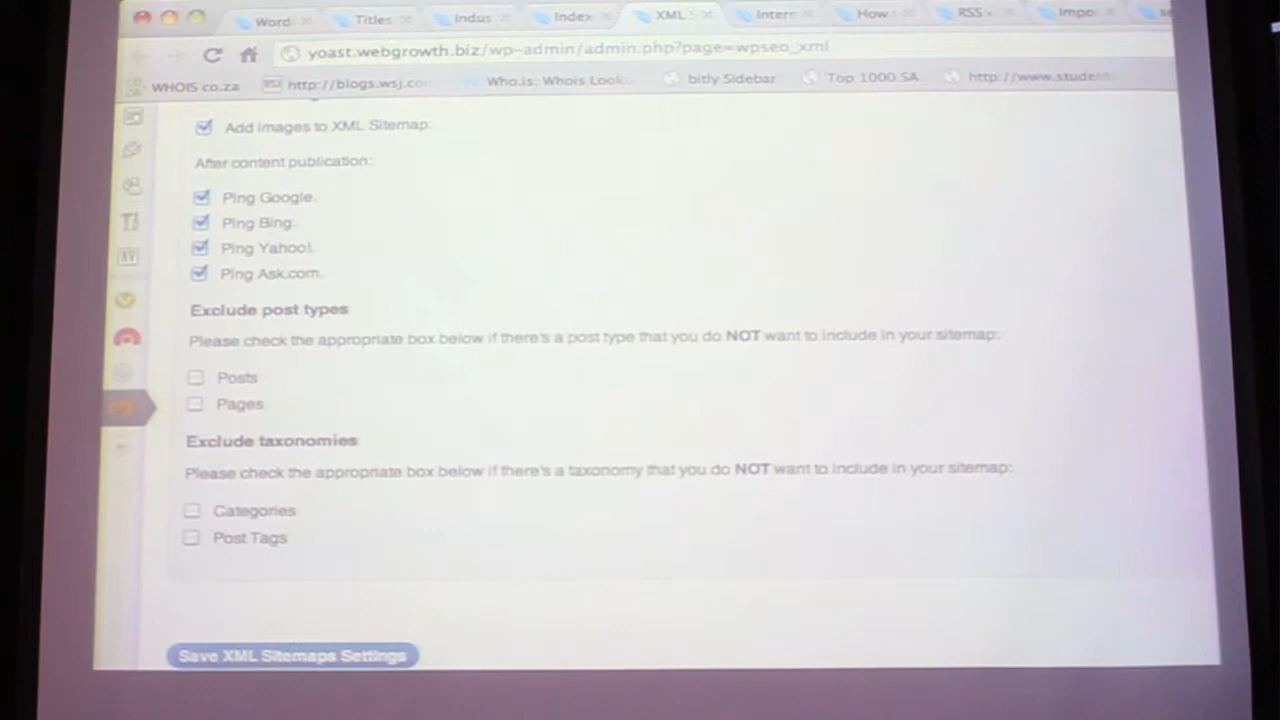 Word Titles Indus Index XML S Intern How RSS Impo
yoast.webgrowth.biz/wp-admin/admin.php?page=wpseo_xml
WHOIS co.za http://blogs.wsj.co Who.is: Whois Look bitly Sidebar Top 1000 SA http://www.student
Add images to XML Sitemap.
After content publication:
Ping Google.
Ping Bing.
Ping Yahoo!.
Ping Ask.com.
Exclude post types
Please check the appropriate box below if there's a post type that you do NOT want to include in your sitemap:
Posts
Pages
Exclude taxonomies
Please check the appropriate box below if there's a taxonomy that you do NOT want to include in your sitemap:
Categories
Post Tags
Save XML Sitemaps Settings